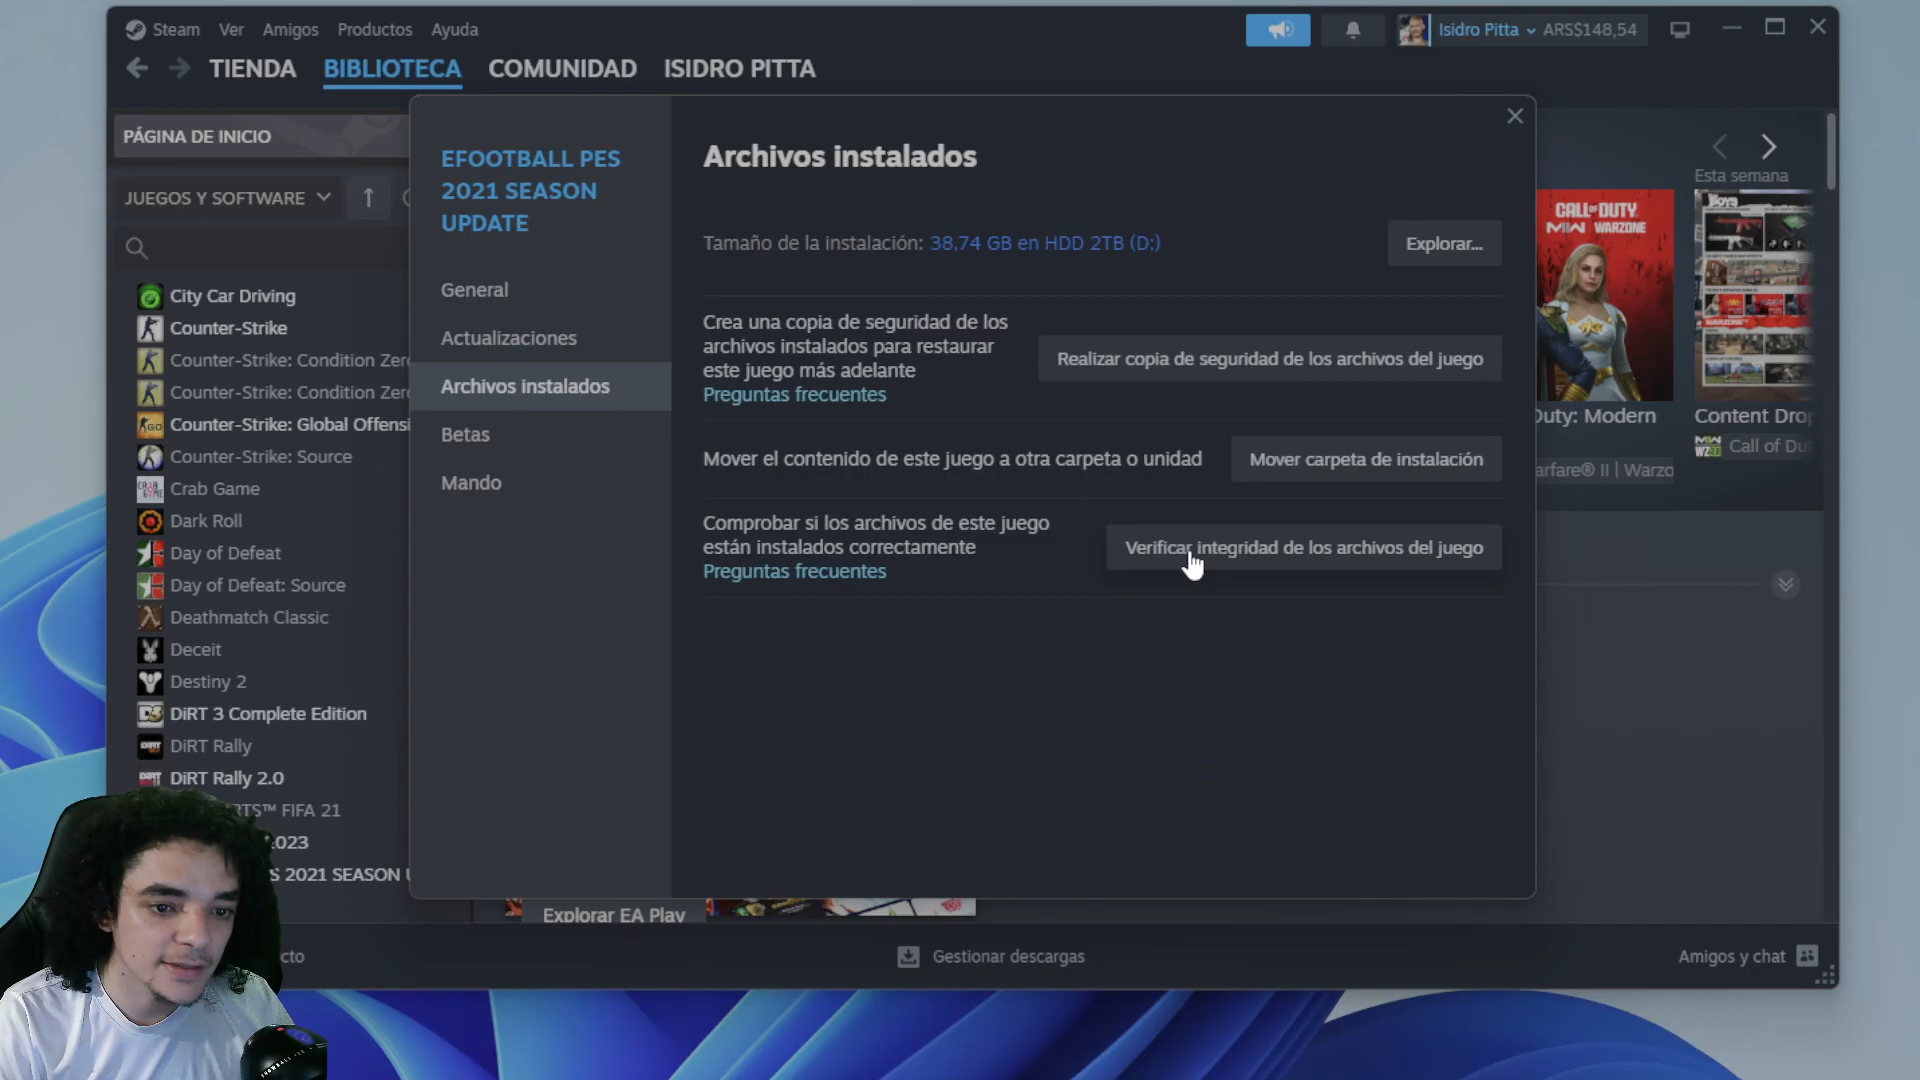 Steam Ver Amigos Productos Ayuda
Isidro Pitta ARS$148,54
TIENDA BIBLIOTECA COMUNIDAD ISIDRO PITTA
PÁGINA DE INICIO
JUEGOS Y SOFTWARE
City Car Driving
Counter-Strike
Counter-Strike: Condition Zero
Counter-Strike: Condition Zero
Counter-Strike: Global Offensi
Counter-Strike: Source
Crab Game
Dark Roll
Day of Defeat
Day of Defeat: Source
Deathmatch Classic
Deceit
Destiny 2
DiRT 3 Complete Edition
DiRT Rally
DiRT Rally 2.0
RTS™ FIFA 21
2023
S 2021 SEASON U
EFOOTBALL PES
2021 SEASON
UPDATE
General
Actualizaciones
Archivos instalados
Betas
Mando
Archivos instalados
Tamaño de la instalación: 38,74 GB en HDD 2TB (D:)
Explorar...
Crea una copia de seguridad de los
archivos instalados para restaurar
este juego más adelante
Preguntas frecuentes
Realizar copia de seguridad de los archivos del juego
Mover el contenido de este juego a otra carpeta o unidad
Mover carpeta de instalación
Comprobar si los archivos de este juego
están instalados correctamente
Preguntas frecuentes
Verificar integridad de los archivos del juego
Esta semana
CALL OF DUTY
MW WARZONE
Duty: Modern
arfare® II | Warzo
Content Drop
Call of Dut
Explorar EA Play
cto
Gestionar descargas
Amigos y chat